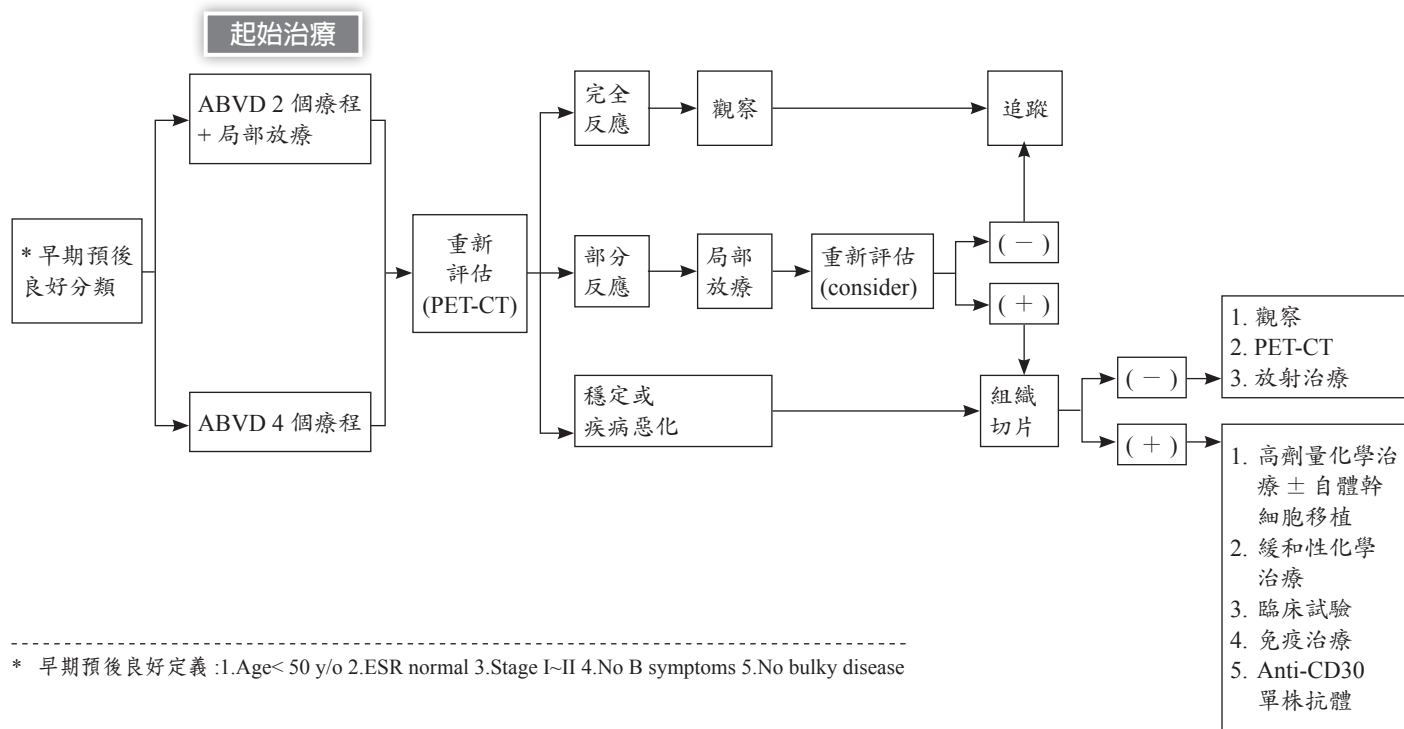 起始治療
ABVD 2 個療程
+ 局部放療
* 早期預後
良好分類
ABVD 4 個療程
重新
評估
(PET-CT)
完全
反應
觀察
追蹤
部分
反應
局部
放療
重新評估
(consider)
(－)
(＋)
穩定或
疾病惡化
組織
切片
(－)
(＋)
1. 觀察
2. PET-CT
3. 放射治療
1. 高劑量化學治
療 ± 自體幹
細胞移植
2. 緩和性化學
治療
3. 臨床試驗
4. 免疫治療
5. Anti-CD30
單株抗體
* 早期預後良好定義 :1.Age< 50 y/o 2.ESR normal 3.Stage I~II 4.No B symptoms 5.No bulky disease